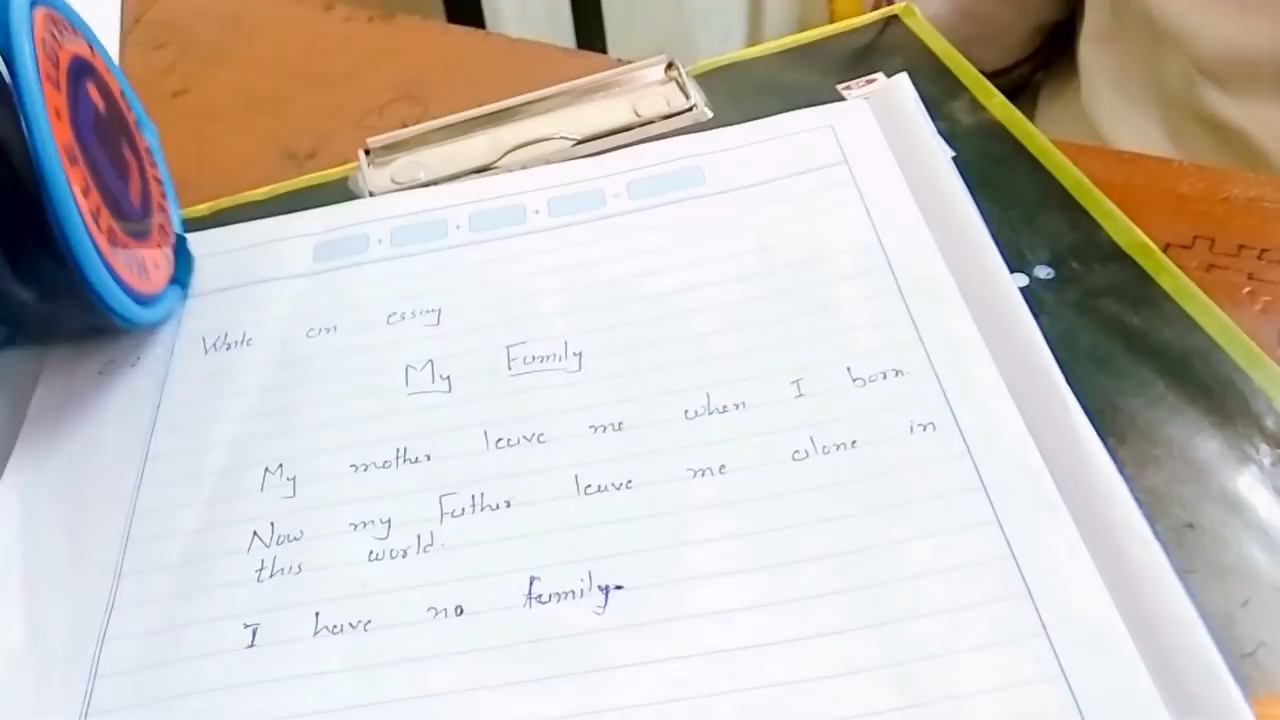 Write an essay
My Family
My mother leave me when I born.
Now my Father leave me alone in
this world.
I have no family